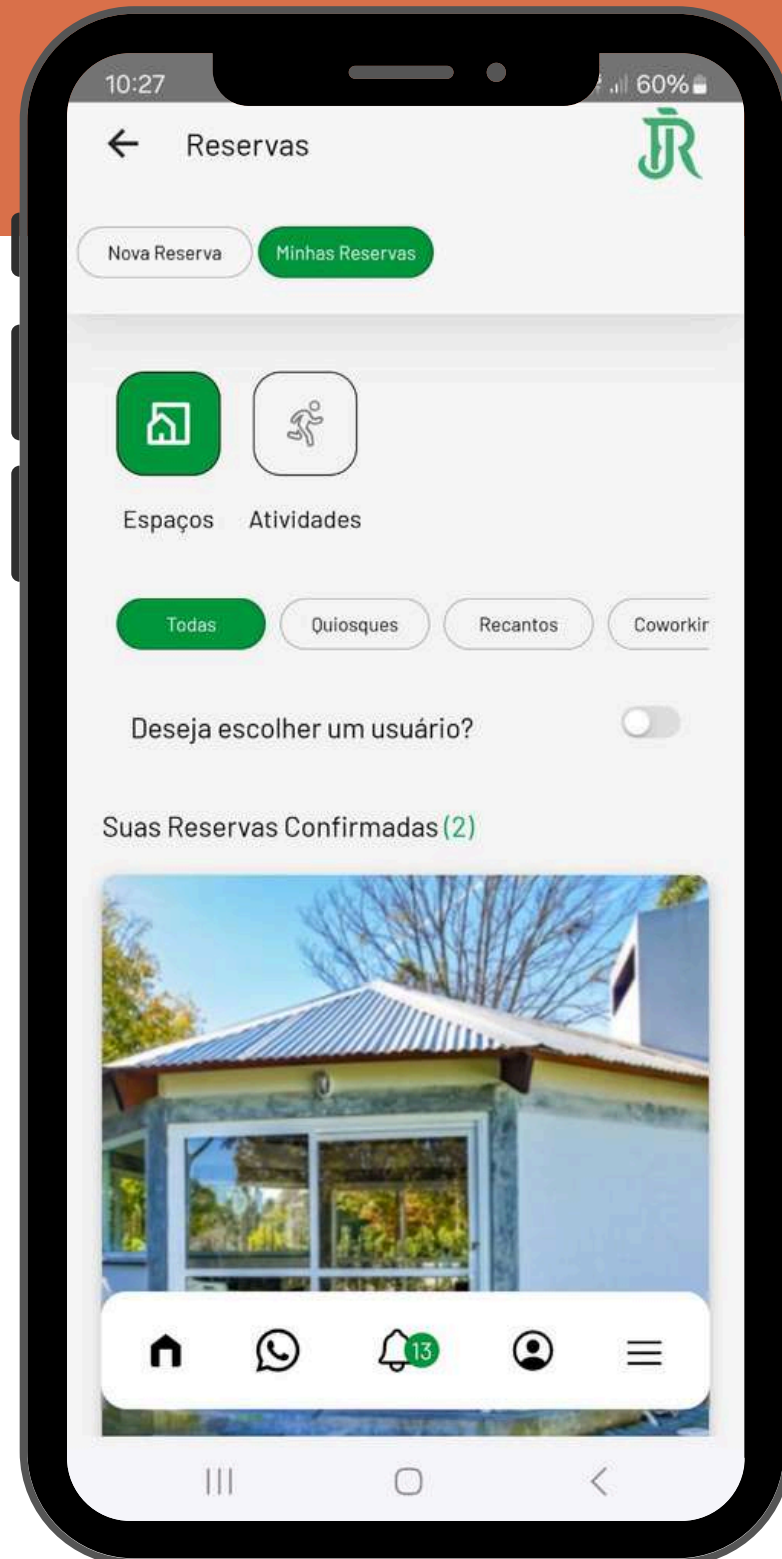 10:27
60%
Reservas
JR
Nova Reserva
Minhas Reservas
Espaços
Atividades
Todas
Quiosques
Recantos
Coworkir
Deseja escolher um usuário?
Suas Reservas Confirmadas (2)
13